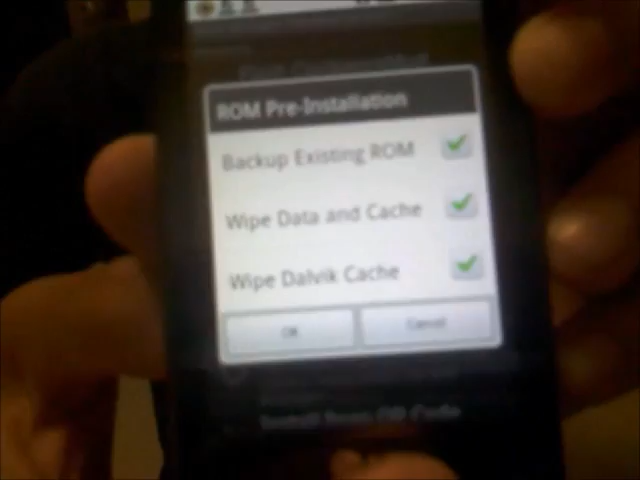 ROM Pre-Installation
Backup Existing ROM
Wipe Data and Cache
Wipe Dalvik Cache
OK Cancel